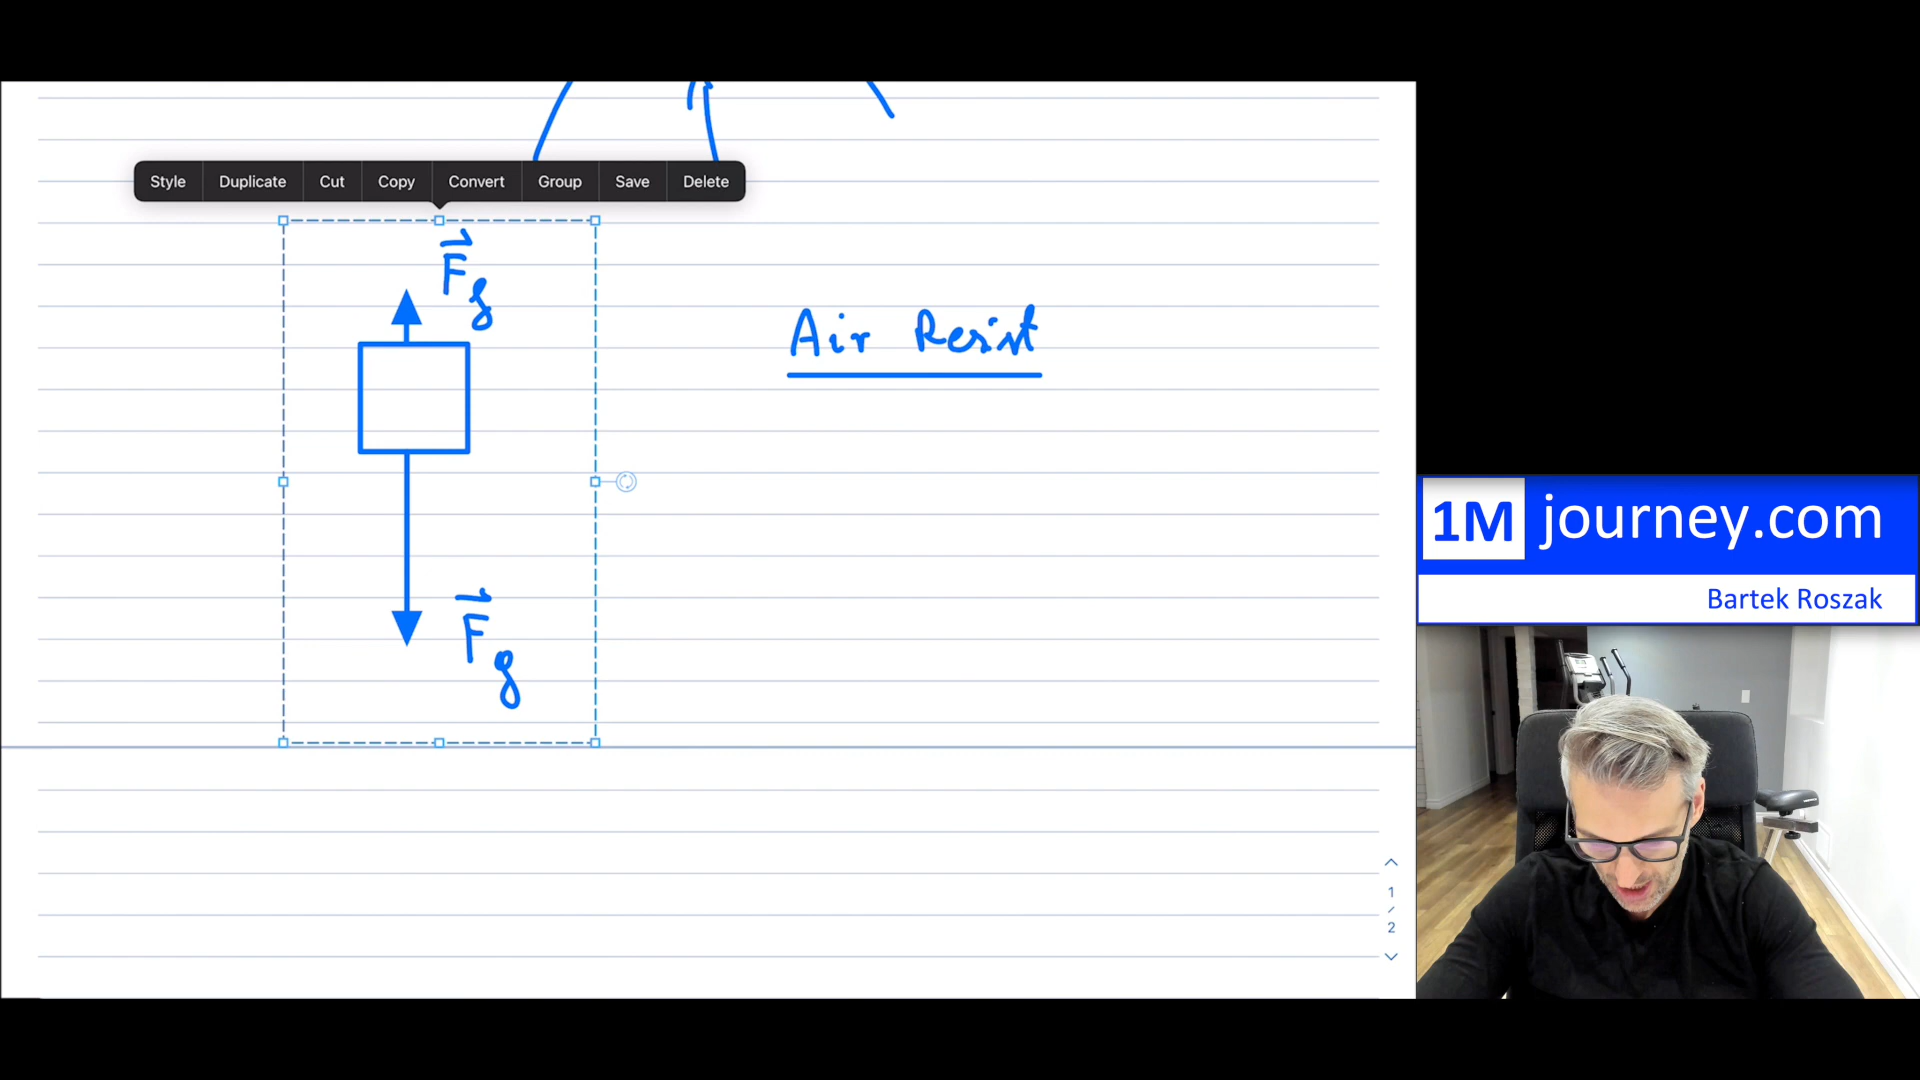 Style Duplicate Cut Copy Convert Group Save Delete
F⃗g
Air Resist
F⃗g
1
/
2
1M journey.com
Bartek Roszak